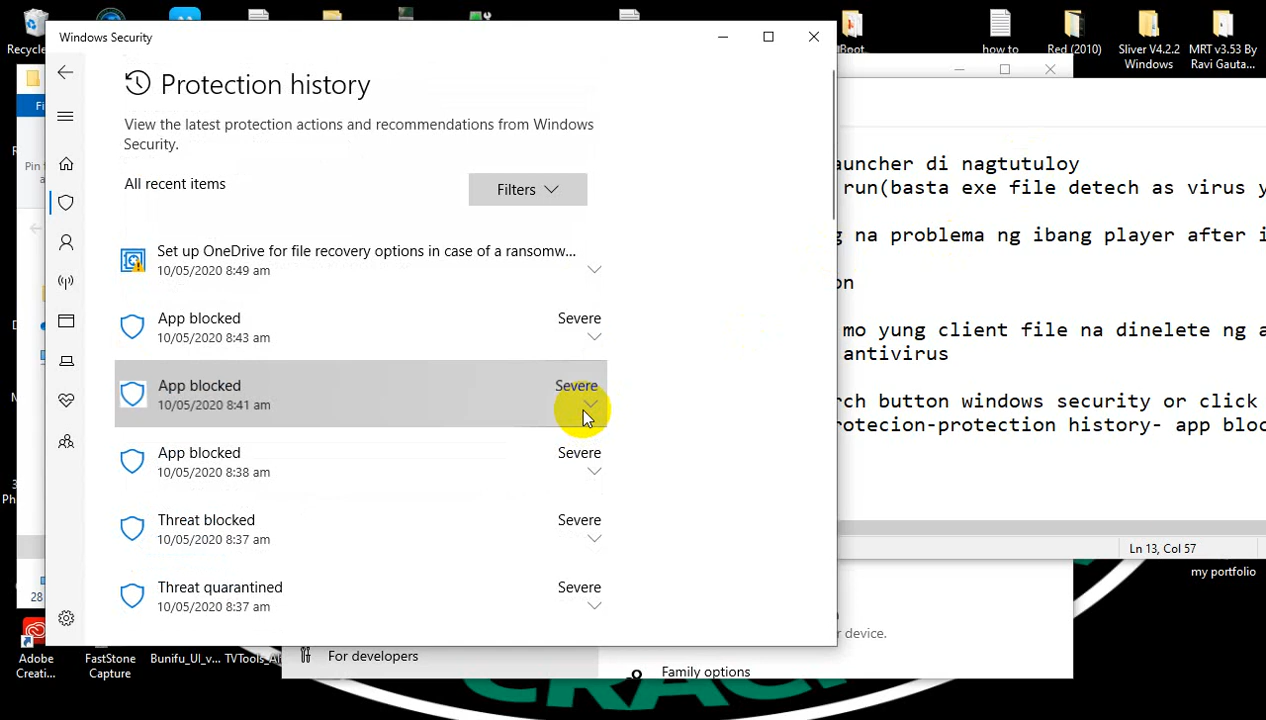 Recycle
Windows Security
Protection history
View the latest protection actions and recommendations from Windows
Security.
All recent items
Filters
Set up OneDrive for file recovery options in case of a ransomw...
10/05/2020 8:49 am
App blocked
Severe
10/05/2020 8:43 am
App blocked
Severe
10/05/2020 8:41 am
App blocked
Severe
10/05/2020 8:38 am
Threat blocked
Severe
10/05/2020 8:37 am
Threat quarantined
Severe
10/05/2020 8:37 am
Boot...
how to
Red (2010)
Sliver V4.2.2
Windows
MRT v3.53 By
Ravi Gauta...
auncher di nagtutuloy
run(basta exe file detech as virus y
g na problema ng ibang player after i
on
mo yung client file na dinelete ng a
antivirus
rch button windows security or click
rotecion-protection history- app bloc
Ln 13, Col 57
my portfolio
r device.
Family options
For developers
Fi
Pin
28
Adobe
Creati...
FastStone
Capture
Bunifu_UI_v...
TVTools_Al
CRAC